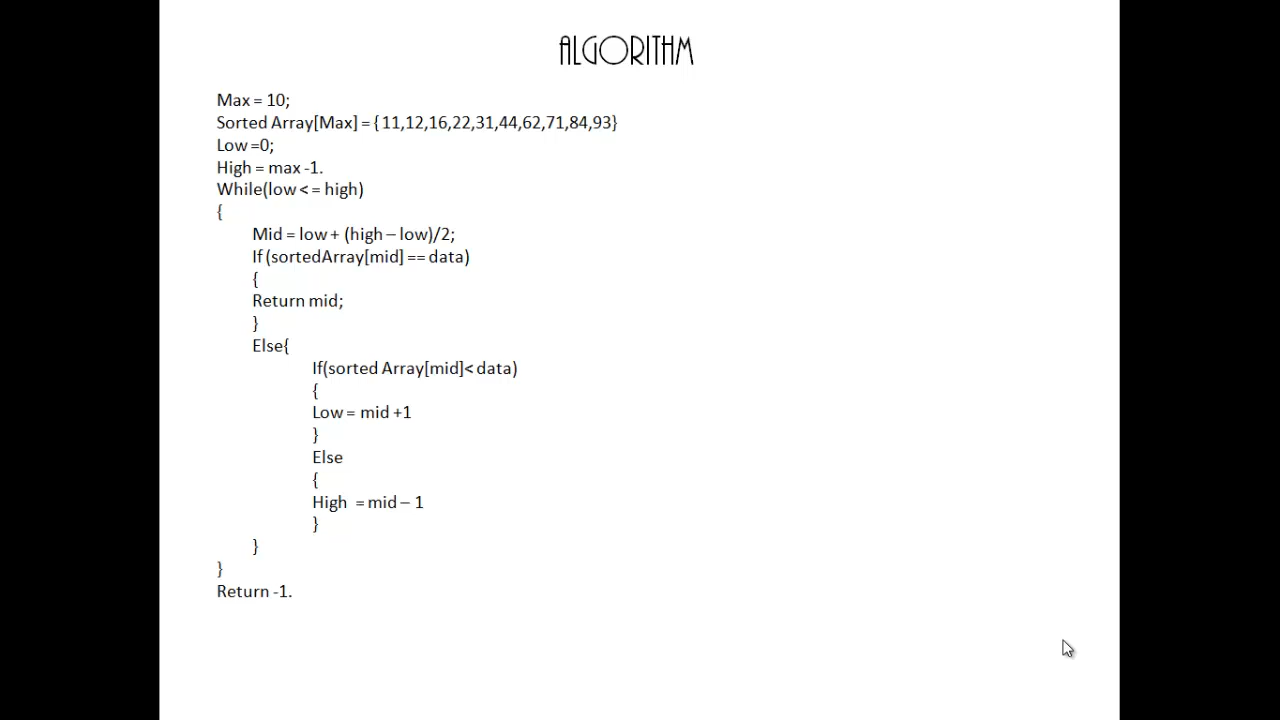 ALGORITHM
Max = 10;
Sorted Array[Max] = { 11,12,16,22,31,44,62,71,84,93}
Low =0;
High = max -1.
While(low < = high)
{
Mid = low + (high – low)/2;
If (sortedArray[mid] == data)
{
Return mid;
}
Else{
If(sorted Array[mid]< data)
{
Low = mid +1
}
Else
{
High  = mid – 1
}
}
}
Return -1.